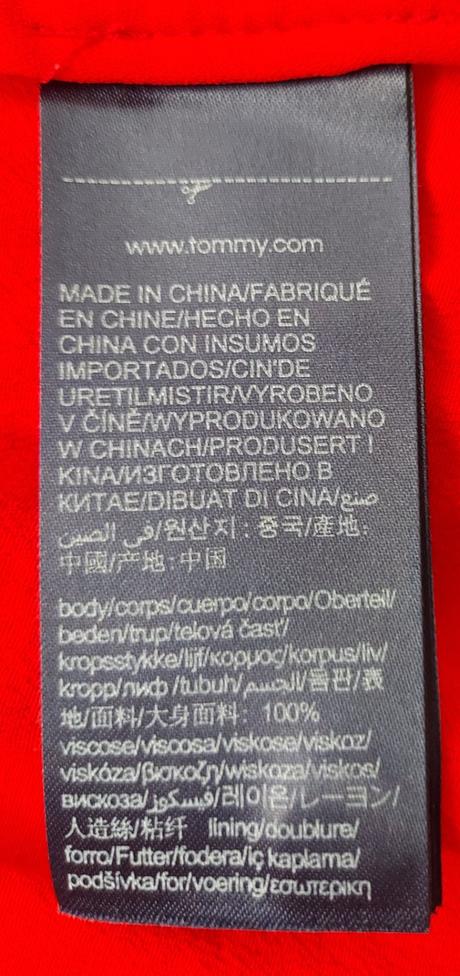 www.tommy.com
MADE IN CHINA/FABRIQUÉ
EN CHINE/HECHO EN
CHINA CON INSUMOS
IMPORTADOS/CIN'DE
URETILMISTIR/VYROBENO
V ČÍNĚ/WYPRODUKOWANO
W CHINACH/PRODUSERT I
KINA/ИЗГОТОВЛЕНО В
КИТАЕ/DIBUAT DI CINA/صنع
في الصين/원산지: 중국/產地:
中國/产地:中国
body/corps/cuerpo/corpo/Oberteil/
beden/trup/telová časť/
kropsstykke/lijf/κορμος/korpus/liv/
kropp/лиф/tubuh/الجسم/몸판/表
地/面料/大身面料: 100%
viscose/viscosa/viskose/viskoz/
viskóza/βισκοζη/wiskoza/viskos/
вискоза/فيسكوز/레이온/レーヨン/
人造絲/粘纤 lining/doublure/
forro/Futter/fodera/iç kaplama/
podšívka/for/voering/εσωτερικη